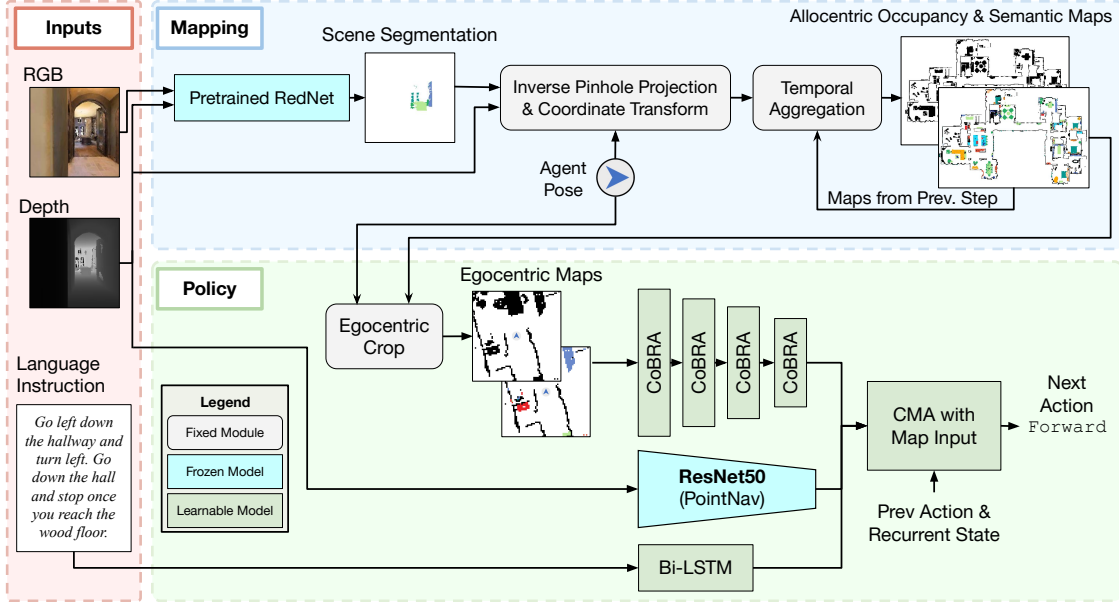 Inputs
RGB
Depth
Language
Instruction
Go left down
the hallway and
turn left. Go
down the hall
and stop once
you reach the
wood floor.
Mapping
Scene Segmentation
Pretrained RedNet
Inverse Pinhole Projection
& Coordinate Transform
Agent
Pose
Temporal
Aggregation
Allocentric Occupancy & Semantic Maps
Maps from Prev. Step
Policy
Egocentric
Crop
Egocentric Maps
CoBRA
CoBRA
CoBRA
CoBRA
Legend
Fixed Module
Frozen Model
Learnable Model
ResNet50
(PointNav)
Bi-LSTM
CMA with
Map Input
Prev Action &
Recurrent State
Next
Action
Forward